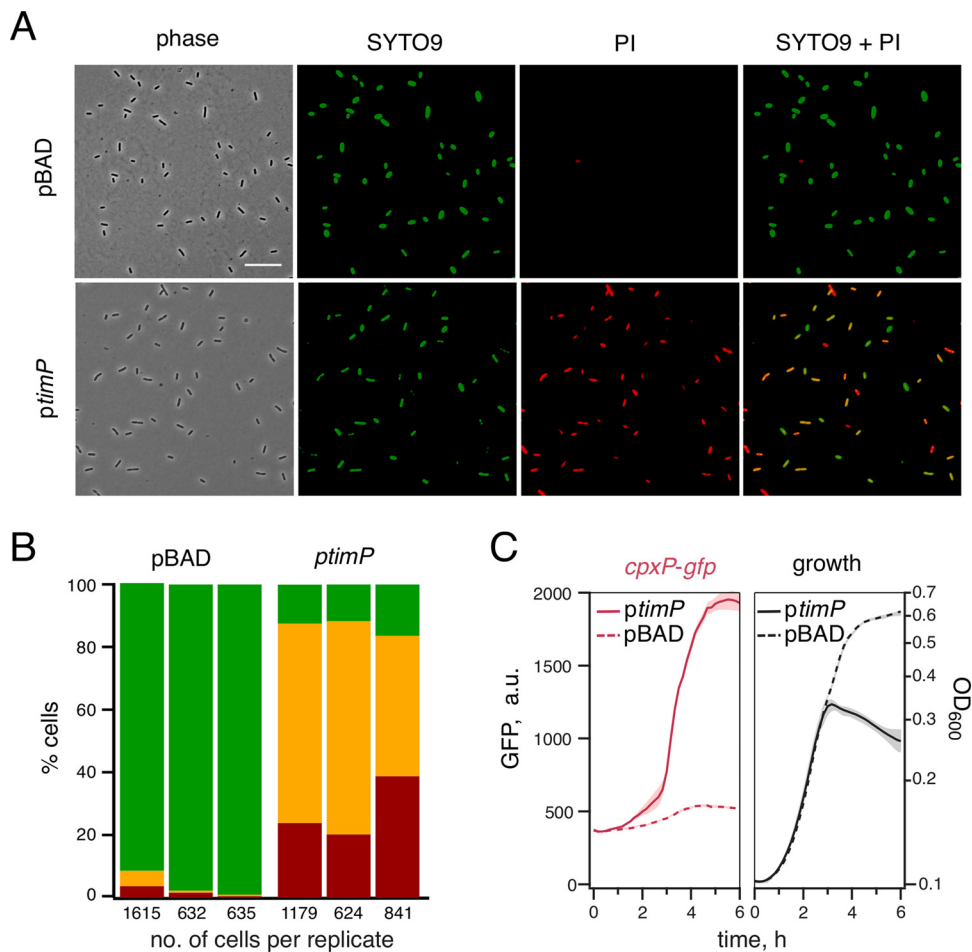 A
phase SYTO9 PI SYTO9 + PI
pBAD
ptimP
B
pBAD ptimP
% cells
100
80
60
40
20
0
1615 632 635 1179 624 841
no. of cells per replicate
C
cpxP-gfp growth
ptimP
pBAD
ptimP
pBAD
GFP, a.u.
2000
1500
1000
500
0
OD600
0.7
0.6
0.5
0.4
0.3
0.2
0.1
0 2 4 6 0 2 4 6
time, h